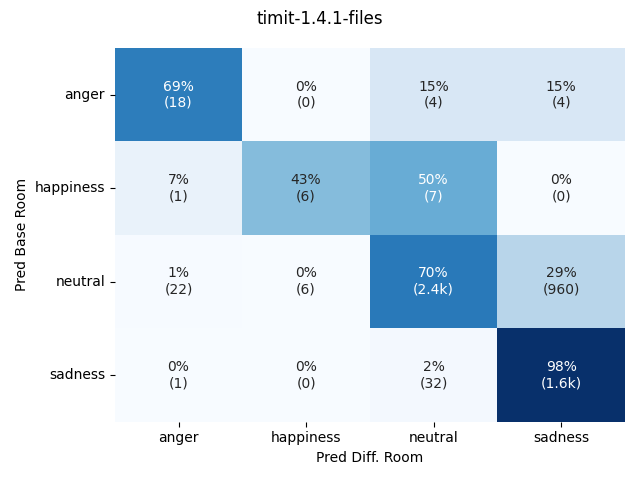 timit-1.4.1-files
Pred Base Room
anger
69%
(18)
0%
(0)
15%
(4)
15%
(4)
happiness
7%
(1)
43%
(6)
50%
(7)
0%
(0)
neutral
1%
(22)
0%
(6)
70%
(2.4k)
29%
(960)
sadness
0%
(1)
0%
(0)
2%
(32)
98%
(1.6k)
anger
happiness
neutral
sadness
Pred Diff. Room